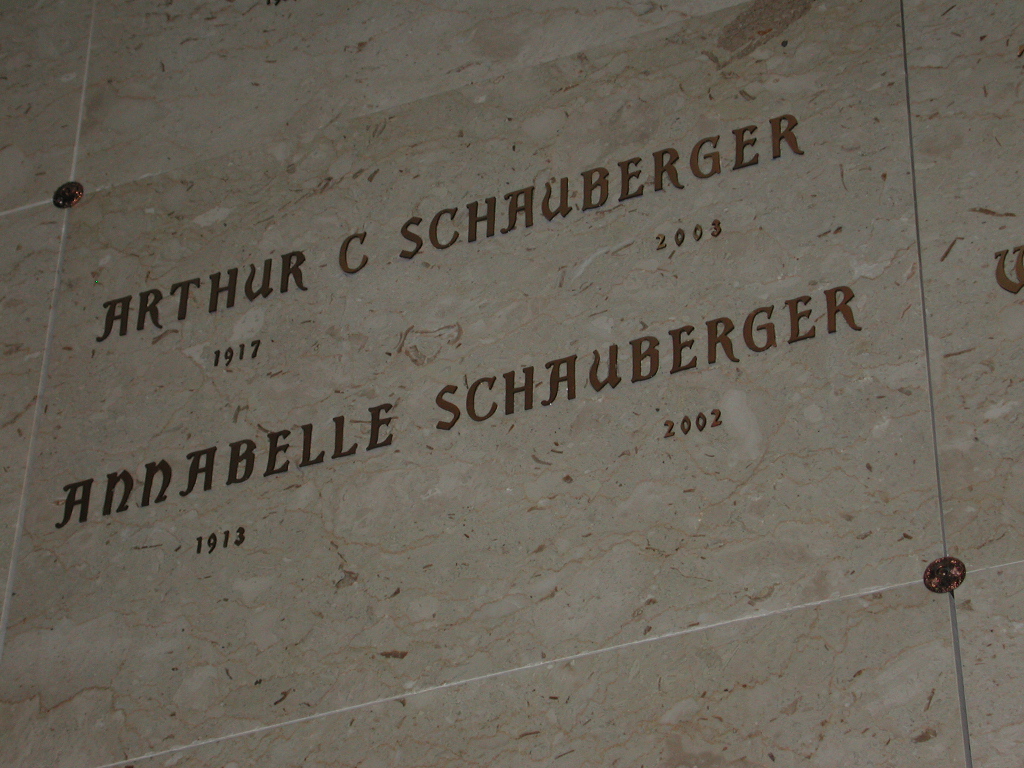 ARTHUR C SCHAUBERGER
1917 2003
ANNABELLE SCHAUBERGER
1913 2002